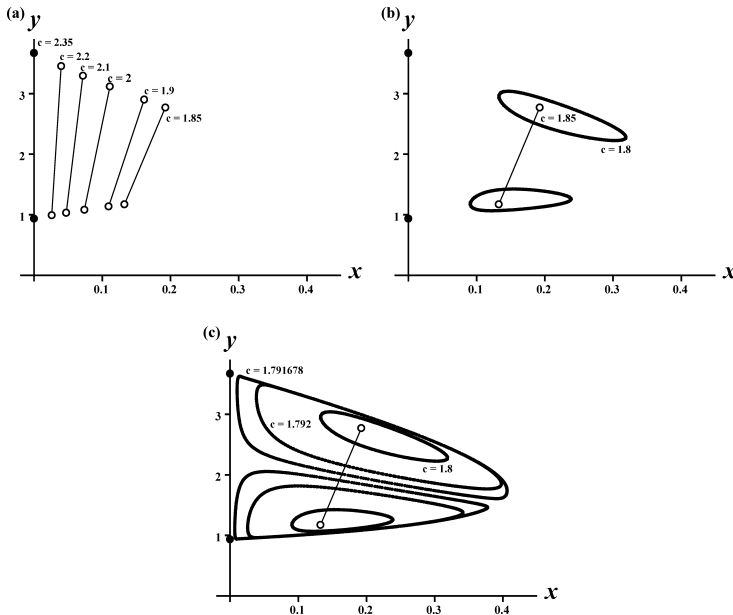 (a) y
c = 2.35
c = 2.2
c = 2.1
c = 2
c = 1.9
c = 1.85
3
2
1
0.1 0.2 0.3 0.4 x
(b) y
3
c = 1.85
c = 1.8
2
1
0.1 0.2 0.3 0.4 x
(c) y
c = 1.791678
3
c = 1.792
c = 1.8
2
1
0.1 0.2 0.3 0.4 x